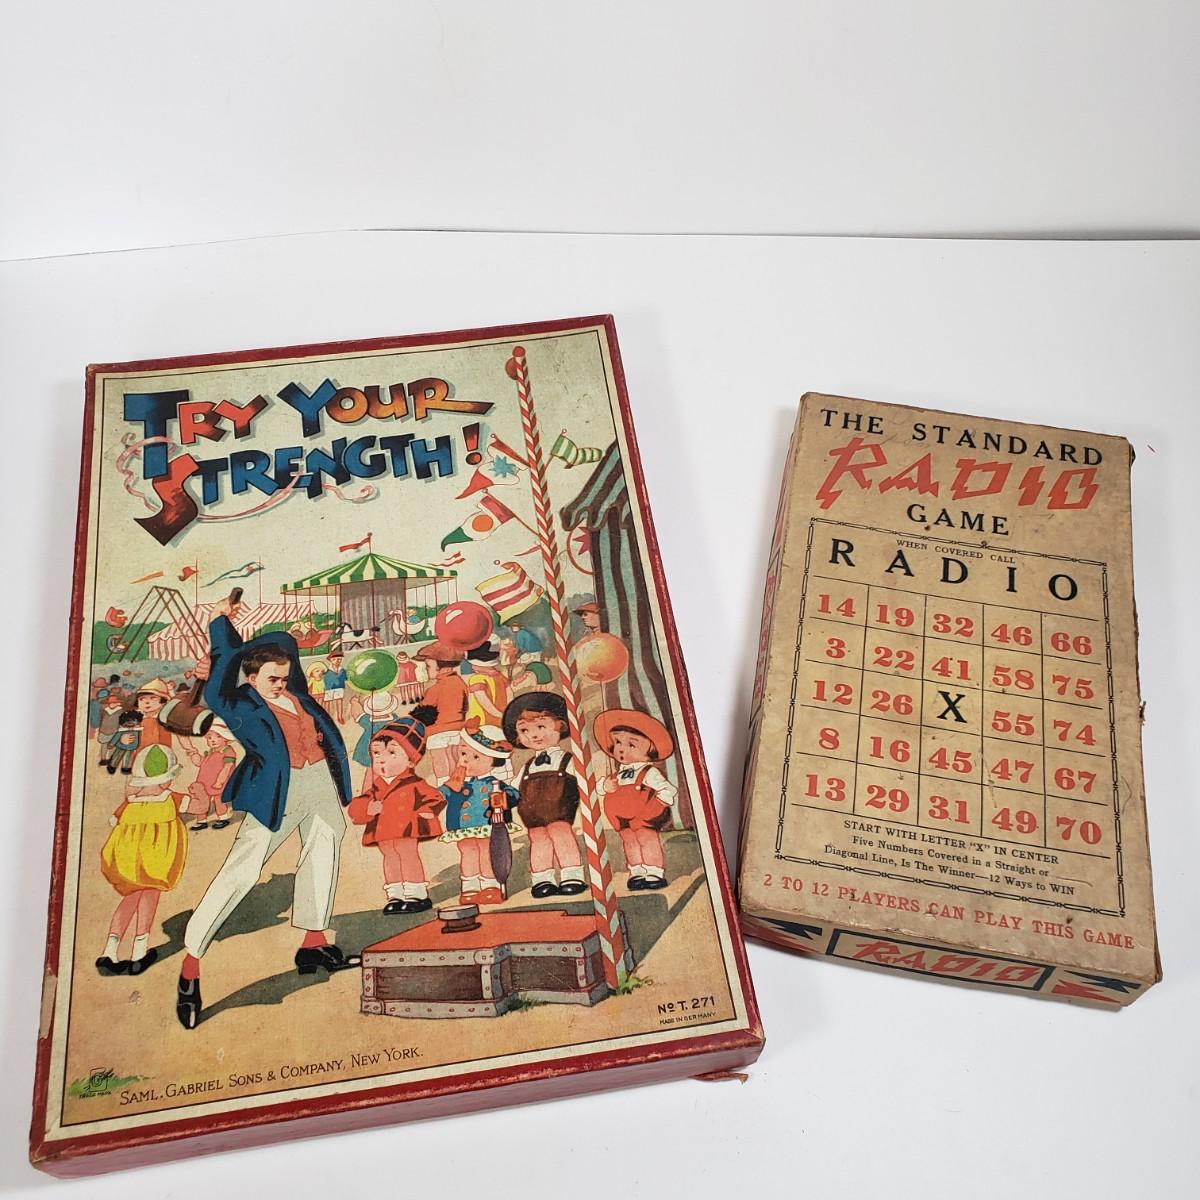 TRY YOUR
STRENGTH!
No T. 271
MADE IN GERMANY
TRADE MARK
SAML. GABRIEL SONS & COMPANY, NEW YORK.
THE STANDARD
RADIO
GAME
WHEN COVERED CALL
R A D I O
14 19 32 46 66
3 22 41 58 75
12 26 X 55 74
8 16 45 47 67
13 29 31 49 70
START WITH LETTER "X" IN CENTER
Five Numbers Covered in a Straight or
Diagonal Line, Is The Winner—12 Ways to WIN
2 TO 12 PLAYERS CAN PLAY THIS GAME
RADIO